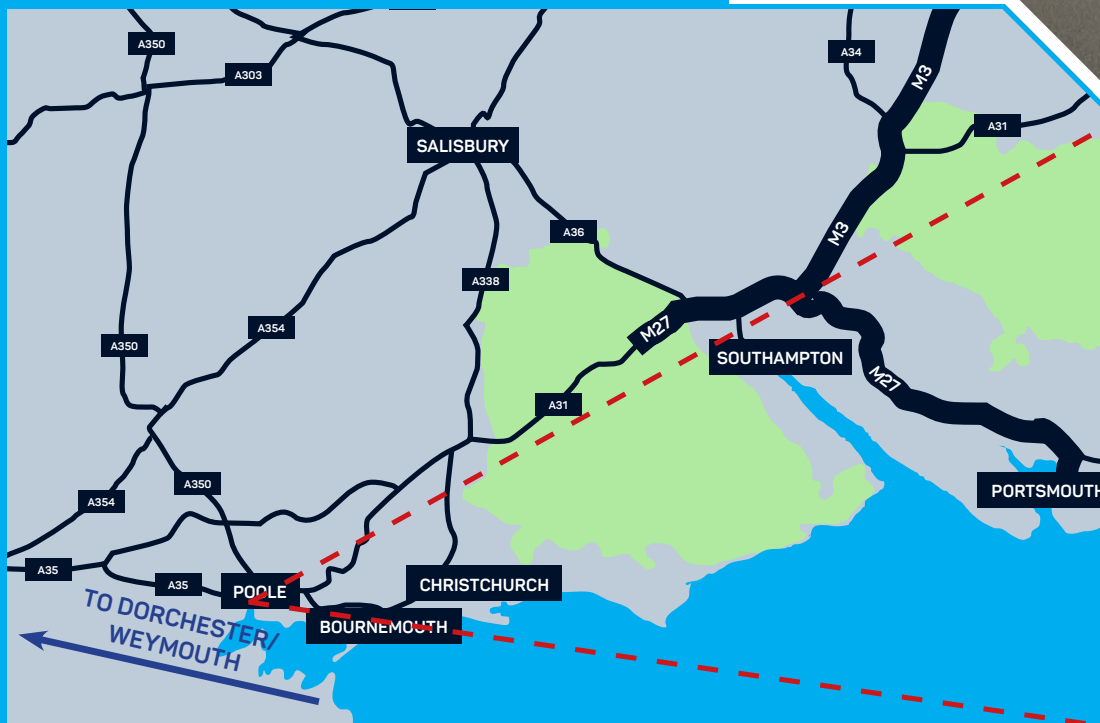 A350
A34
A303
M3
A31
SALISBURY
A36
M3
A338
A354
A350
M27
SOUTHAMPTON
M27
A31
A350
A354
PORTSMOUTH
A35
A35
POOLE
CHRISTCHURCH
BOURNEMOUTH
TO DORCHESTER/
WEYMOUTH